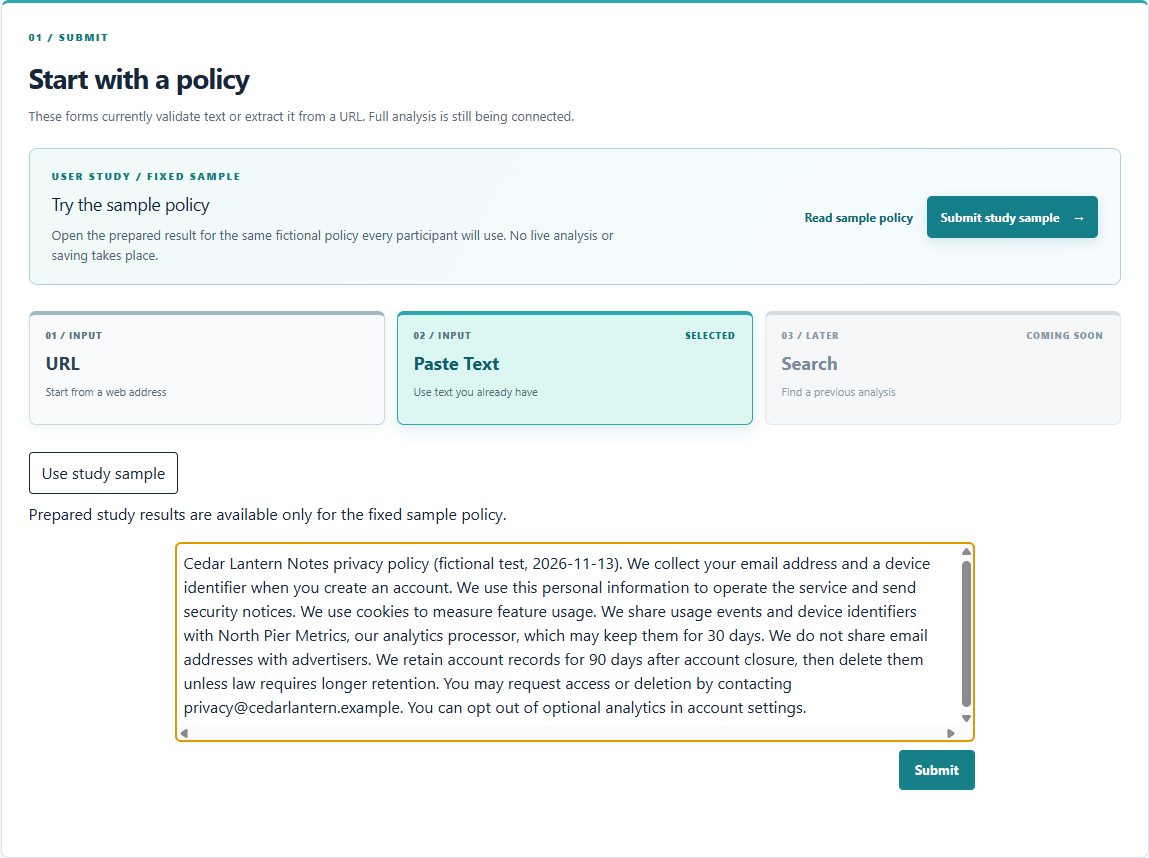 01 / SUBMIT
Start with a policy
These forms currently validate text or extract it from a URL. Full analysis is still being connected.
USER STUDY / FIXED SAMPLE
Try the sample policy
Open the prepared result for the same fictional policy every participant will use. No live analysis or
saving takes place.
Read sample policy
Submit study sample →
01 / INPUT
URL
Start from a web address
02 / INPUT
SELECTED
Paste Text
Use text you already have
03 / LATER
COMING SOON
Search
Find a previous analysis
Use study sample
Prepared study results are available only for the fixed sample policy.
Cedar Lantern Notes privacy policy (fictional test, 2026-11-13). We collect your email address and a device
identifier when you create an account. We use this personal information to operate the service and send
security notices. We use cookies to measure feature usage. We share usage events and device identifiers
with North Pier Metrics, our analytics processor, which may keep them for 30 days. We do not share email
addresses with advertisers. We retain account records for 90 days after account closure, then delete them
unless law requires longer retention. You may request access or deletion by contacting
privacy@cedarlantern.example. You can opt out of optional analytics in account settings.
Submit